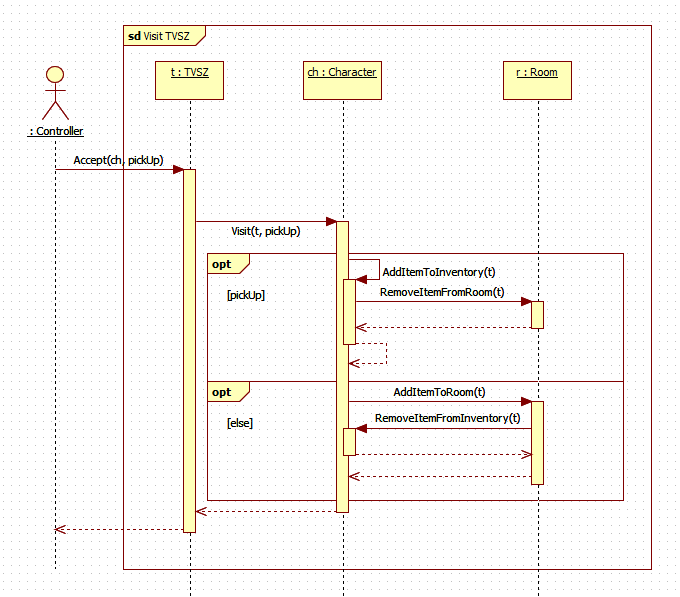 sd Visit TVSZ
t : TVSZ
ch : Character
r : Room
: Controller
Accept(ch, pickUp)
Visit(t, pickUp)
opt
[pickUp]
AddItemToInventory(t)
RemoveItemFromRoom(t)
opt
[else]
AddItemToRoom(t)
RemoveItemFromInventory(t)